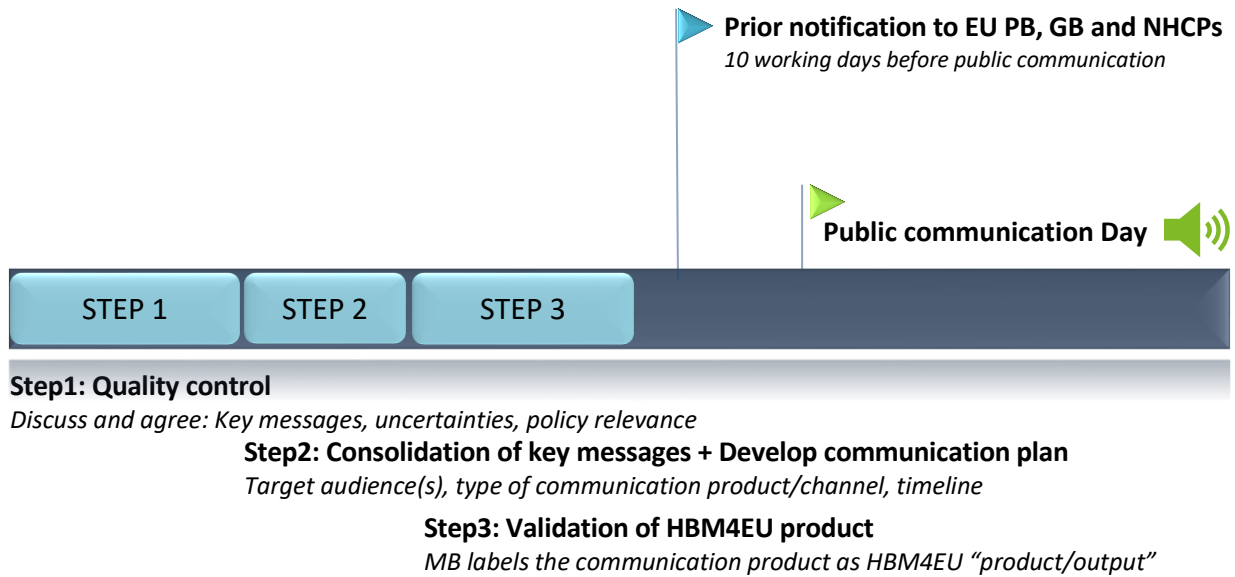 Prior notification to EU PB, GB and NHCPs
10 working days before public communication
Public communication Day
STEP 1
STEP 2
STEP 3
Step1: Quality control
Discuss and agree: Key messages, uncertainties, policy relevance
Step2: Consolidation of key messages + Develop communication plan
Target audience(s), type of communication product/channel, timeline
Step3: Validation of HBM4EU product
MB labels the communication product as HBM4EU “product/output”